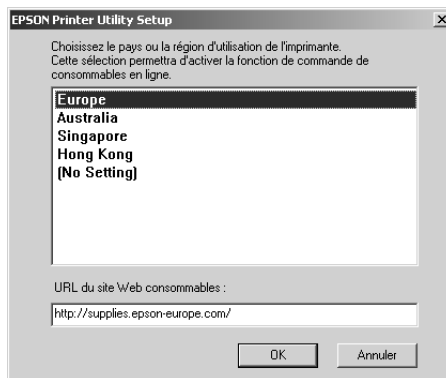 EPSON Printer Utility Setup
Choisissez le pays ou la région d'utilisation de l'imprimante.
Cette sélection permettra d'activer la fonction de commande de
consommables en ligne.
Europe
Australia
Singapore
Hong Kong
(No Setting)
URL du site Web consommables :
http://supplies.epson-europe.com/
OK
Annuler